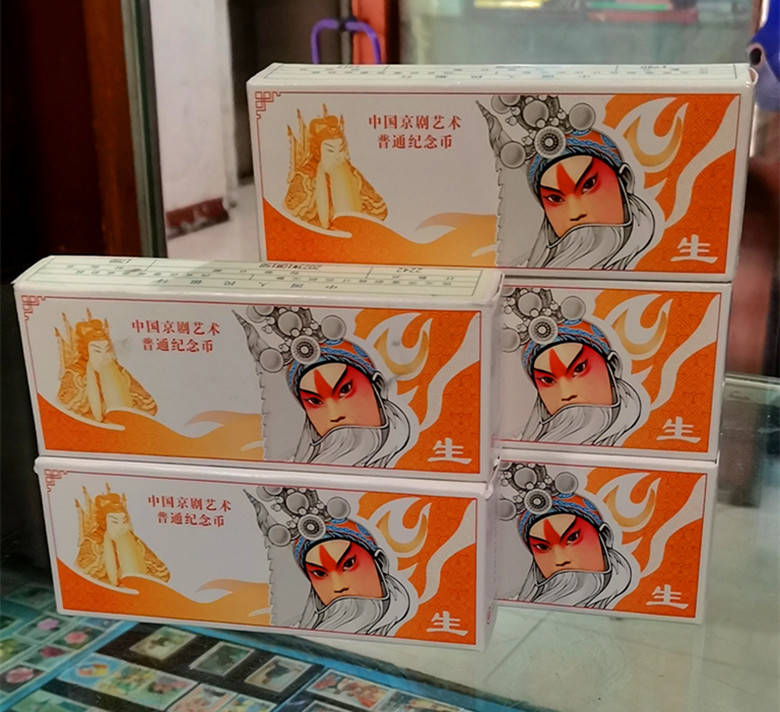 中国京剧艺术
普通纪念币
生
中国京剧艺术
普通纪念币
生
生
中国京剧艺术
普通纪念币
生
生
2242